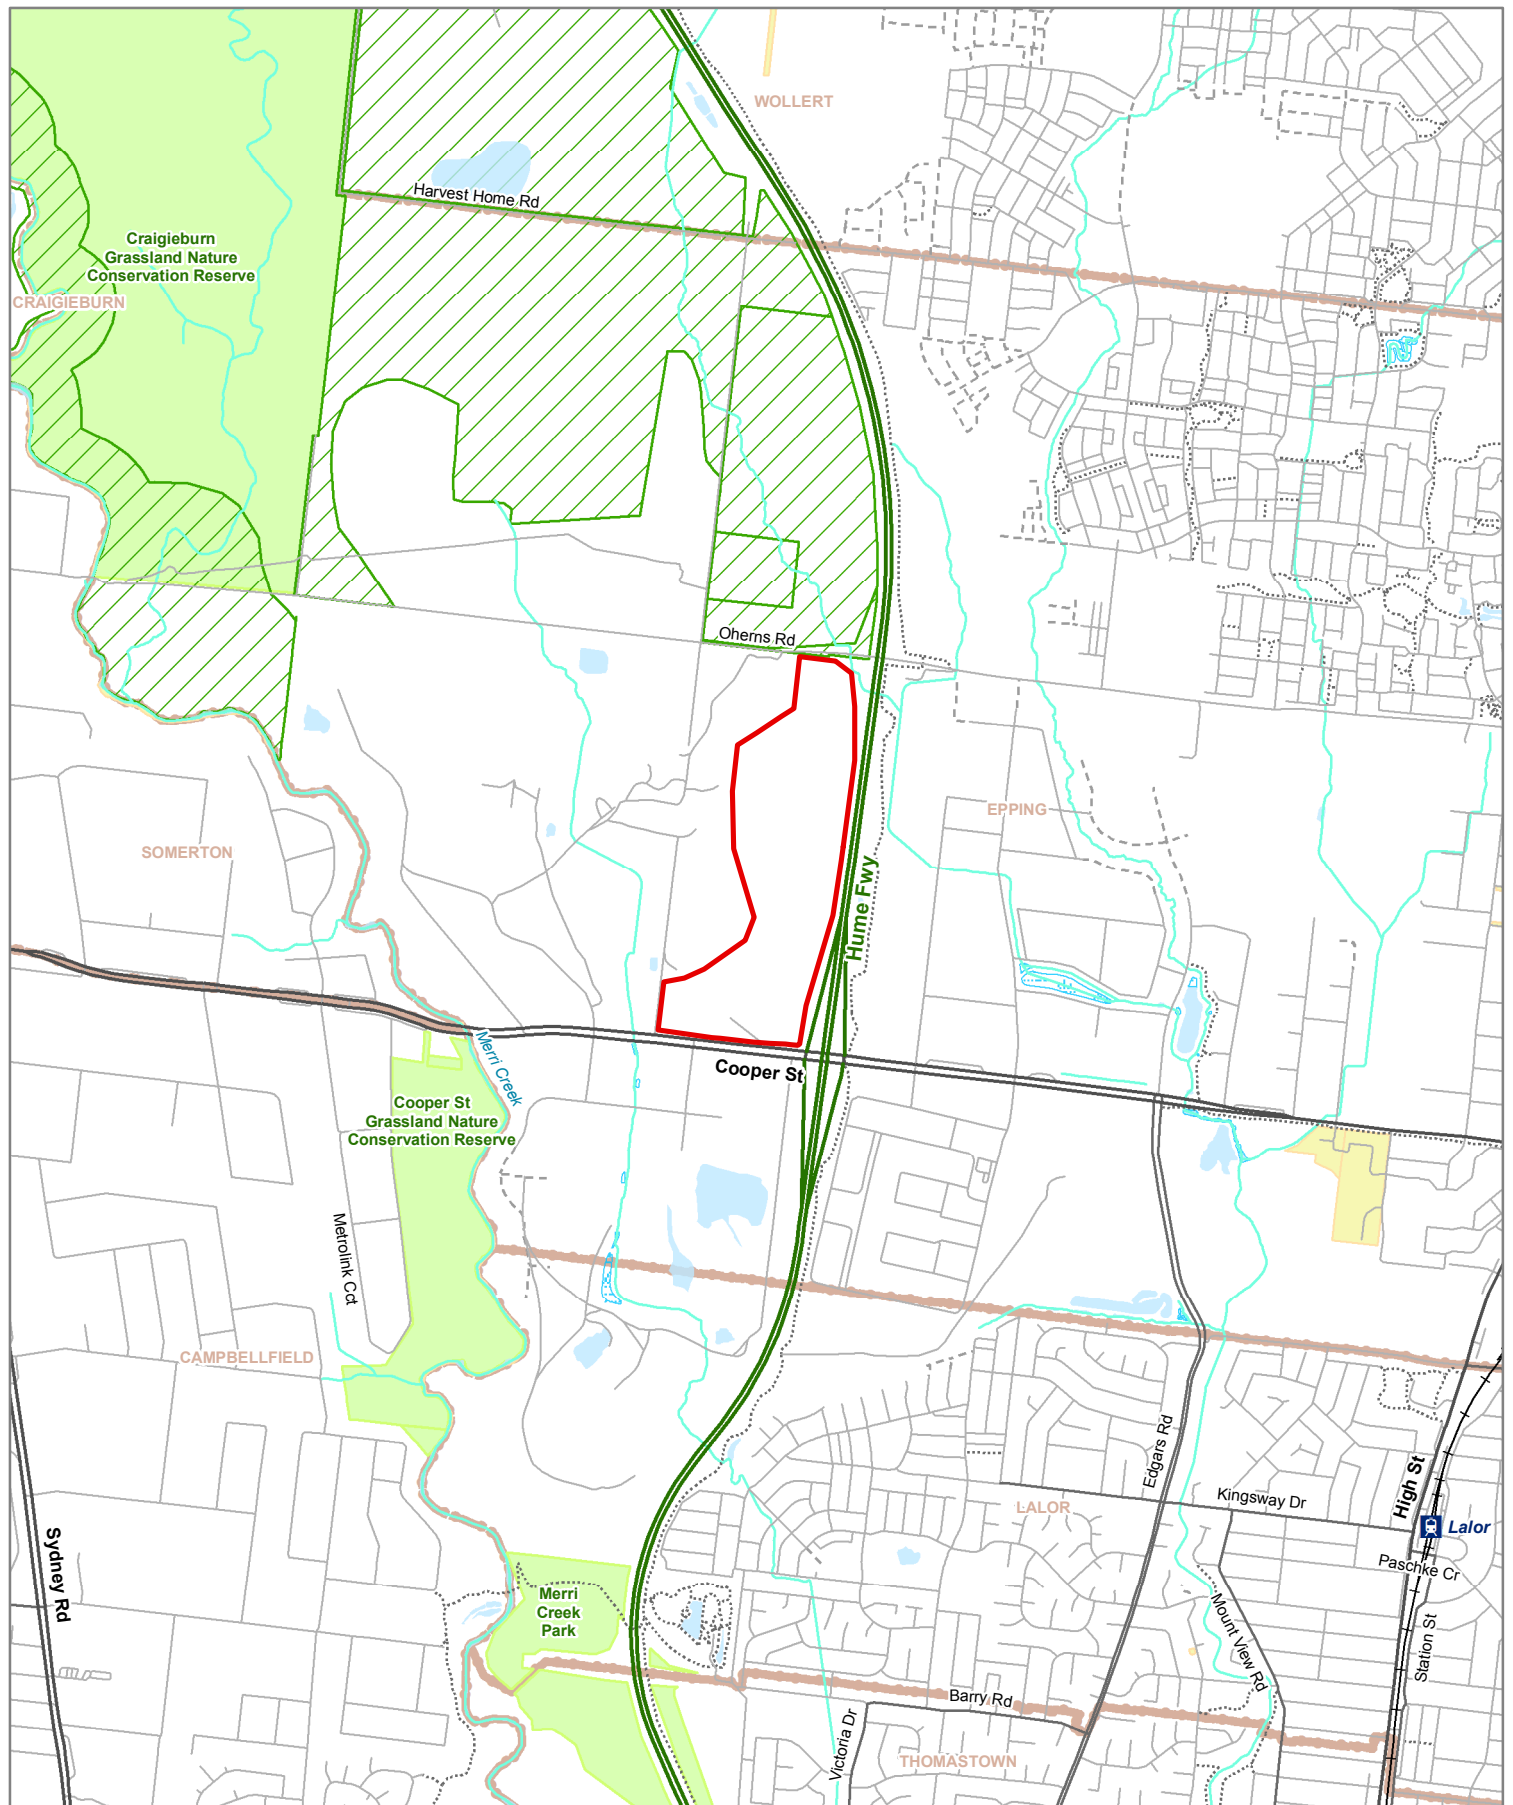 WOLLERT
Harvest Home Rd
Craigieburn
Grassland Nature
Conservation Reserve
CRAIGIEBURN
Oherns Rd
EPPING
SOMERTON
Hume Fwy
Merri Creek
Cooper St
Cooper St
Grassland Nature
Conservation Reserve
Metrolink Cct
CAMPBELLFIELD
Edgars Rd
High St
Kingsway Dr
LALOR
Lalor
Sydney Rd
Paschke Cr
Merri
Creek
Park
Mount View Rd
Station St
Barry Rd
Victoria Dr
THOMASTOWN